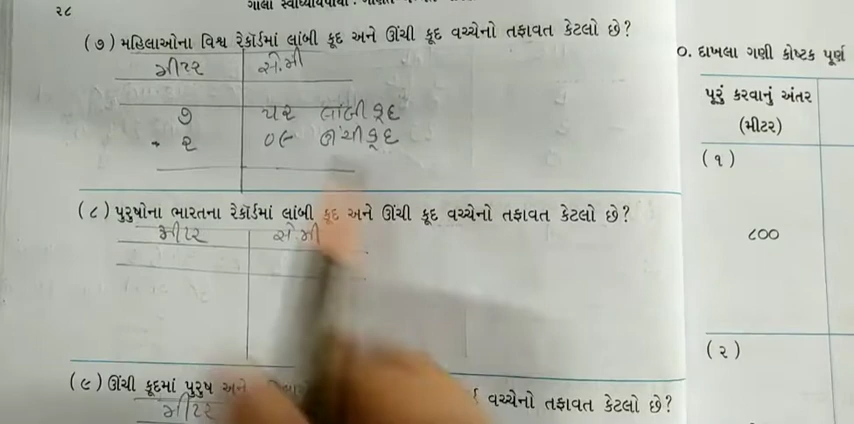 ૨૮
ગાલા સ્વાધ્યાયપોથી :
(૭) મહિલાઓના વિશ્વ રેકૉર્ડમાં લાંબી કૂદ અને ઊંચી કૂદ વચ્ચેનો તફાવત કેટલો છે?
મીટર સે.મી
૭ ૫૨ લાંબી કૂદ
- ૨ ૦૯ ઊંચી કૂદ
(૮) પુરુષોના ભારતના રેકૉર્ડમાં લાંબી કૂદ અને ઊંચી કૂદ વચ્ચેનો તફાવત કેટલો છે?
મીટર સે.મી
(૯) ઊંચી કૂદમાં પુરુષ અને વચ્ચેનો તફાવત કેટલો છે?
મીટર
૦. દાખલા ગણી કોષ્ટક પૂર્ણ
પૂરું કરવાનું અંતર
(મીટર)
(૧)
૮૦૦
(૨)